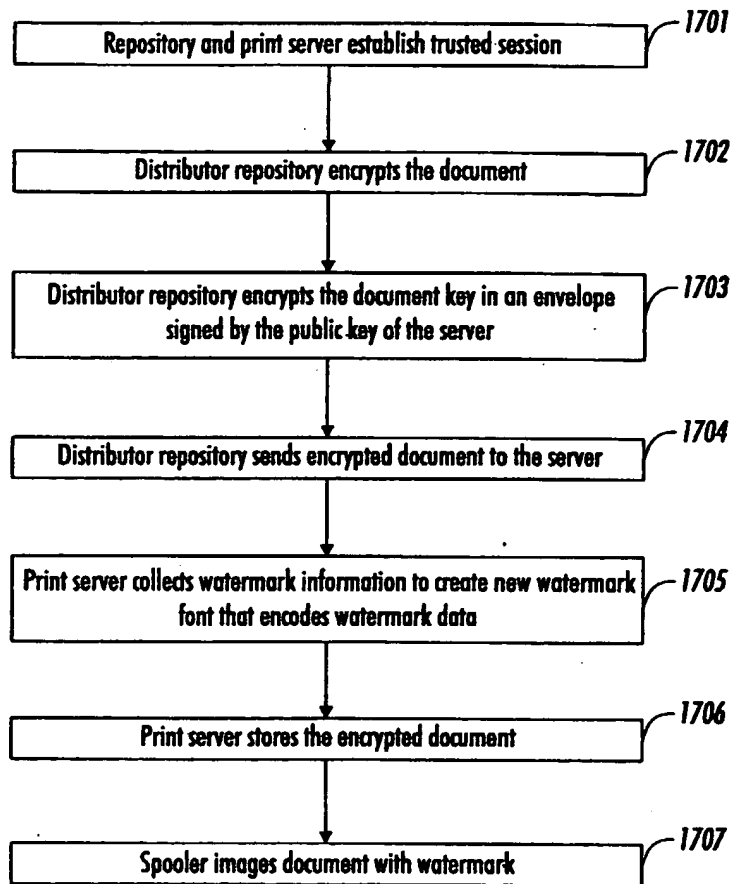 1701
Repository and print server establish trusted session
1702
Distributor repository encrypts the document
1703
Distributor repository encrypts the document key in an envelope
signed by the public key of the server
1704
Distributor repository sends encrypted document to the server
1705
Print server collects watermark information to create new watermark
font that encodes watermark data
1706
Print server stores the encrypted document
1707
Spooler images document with watermark